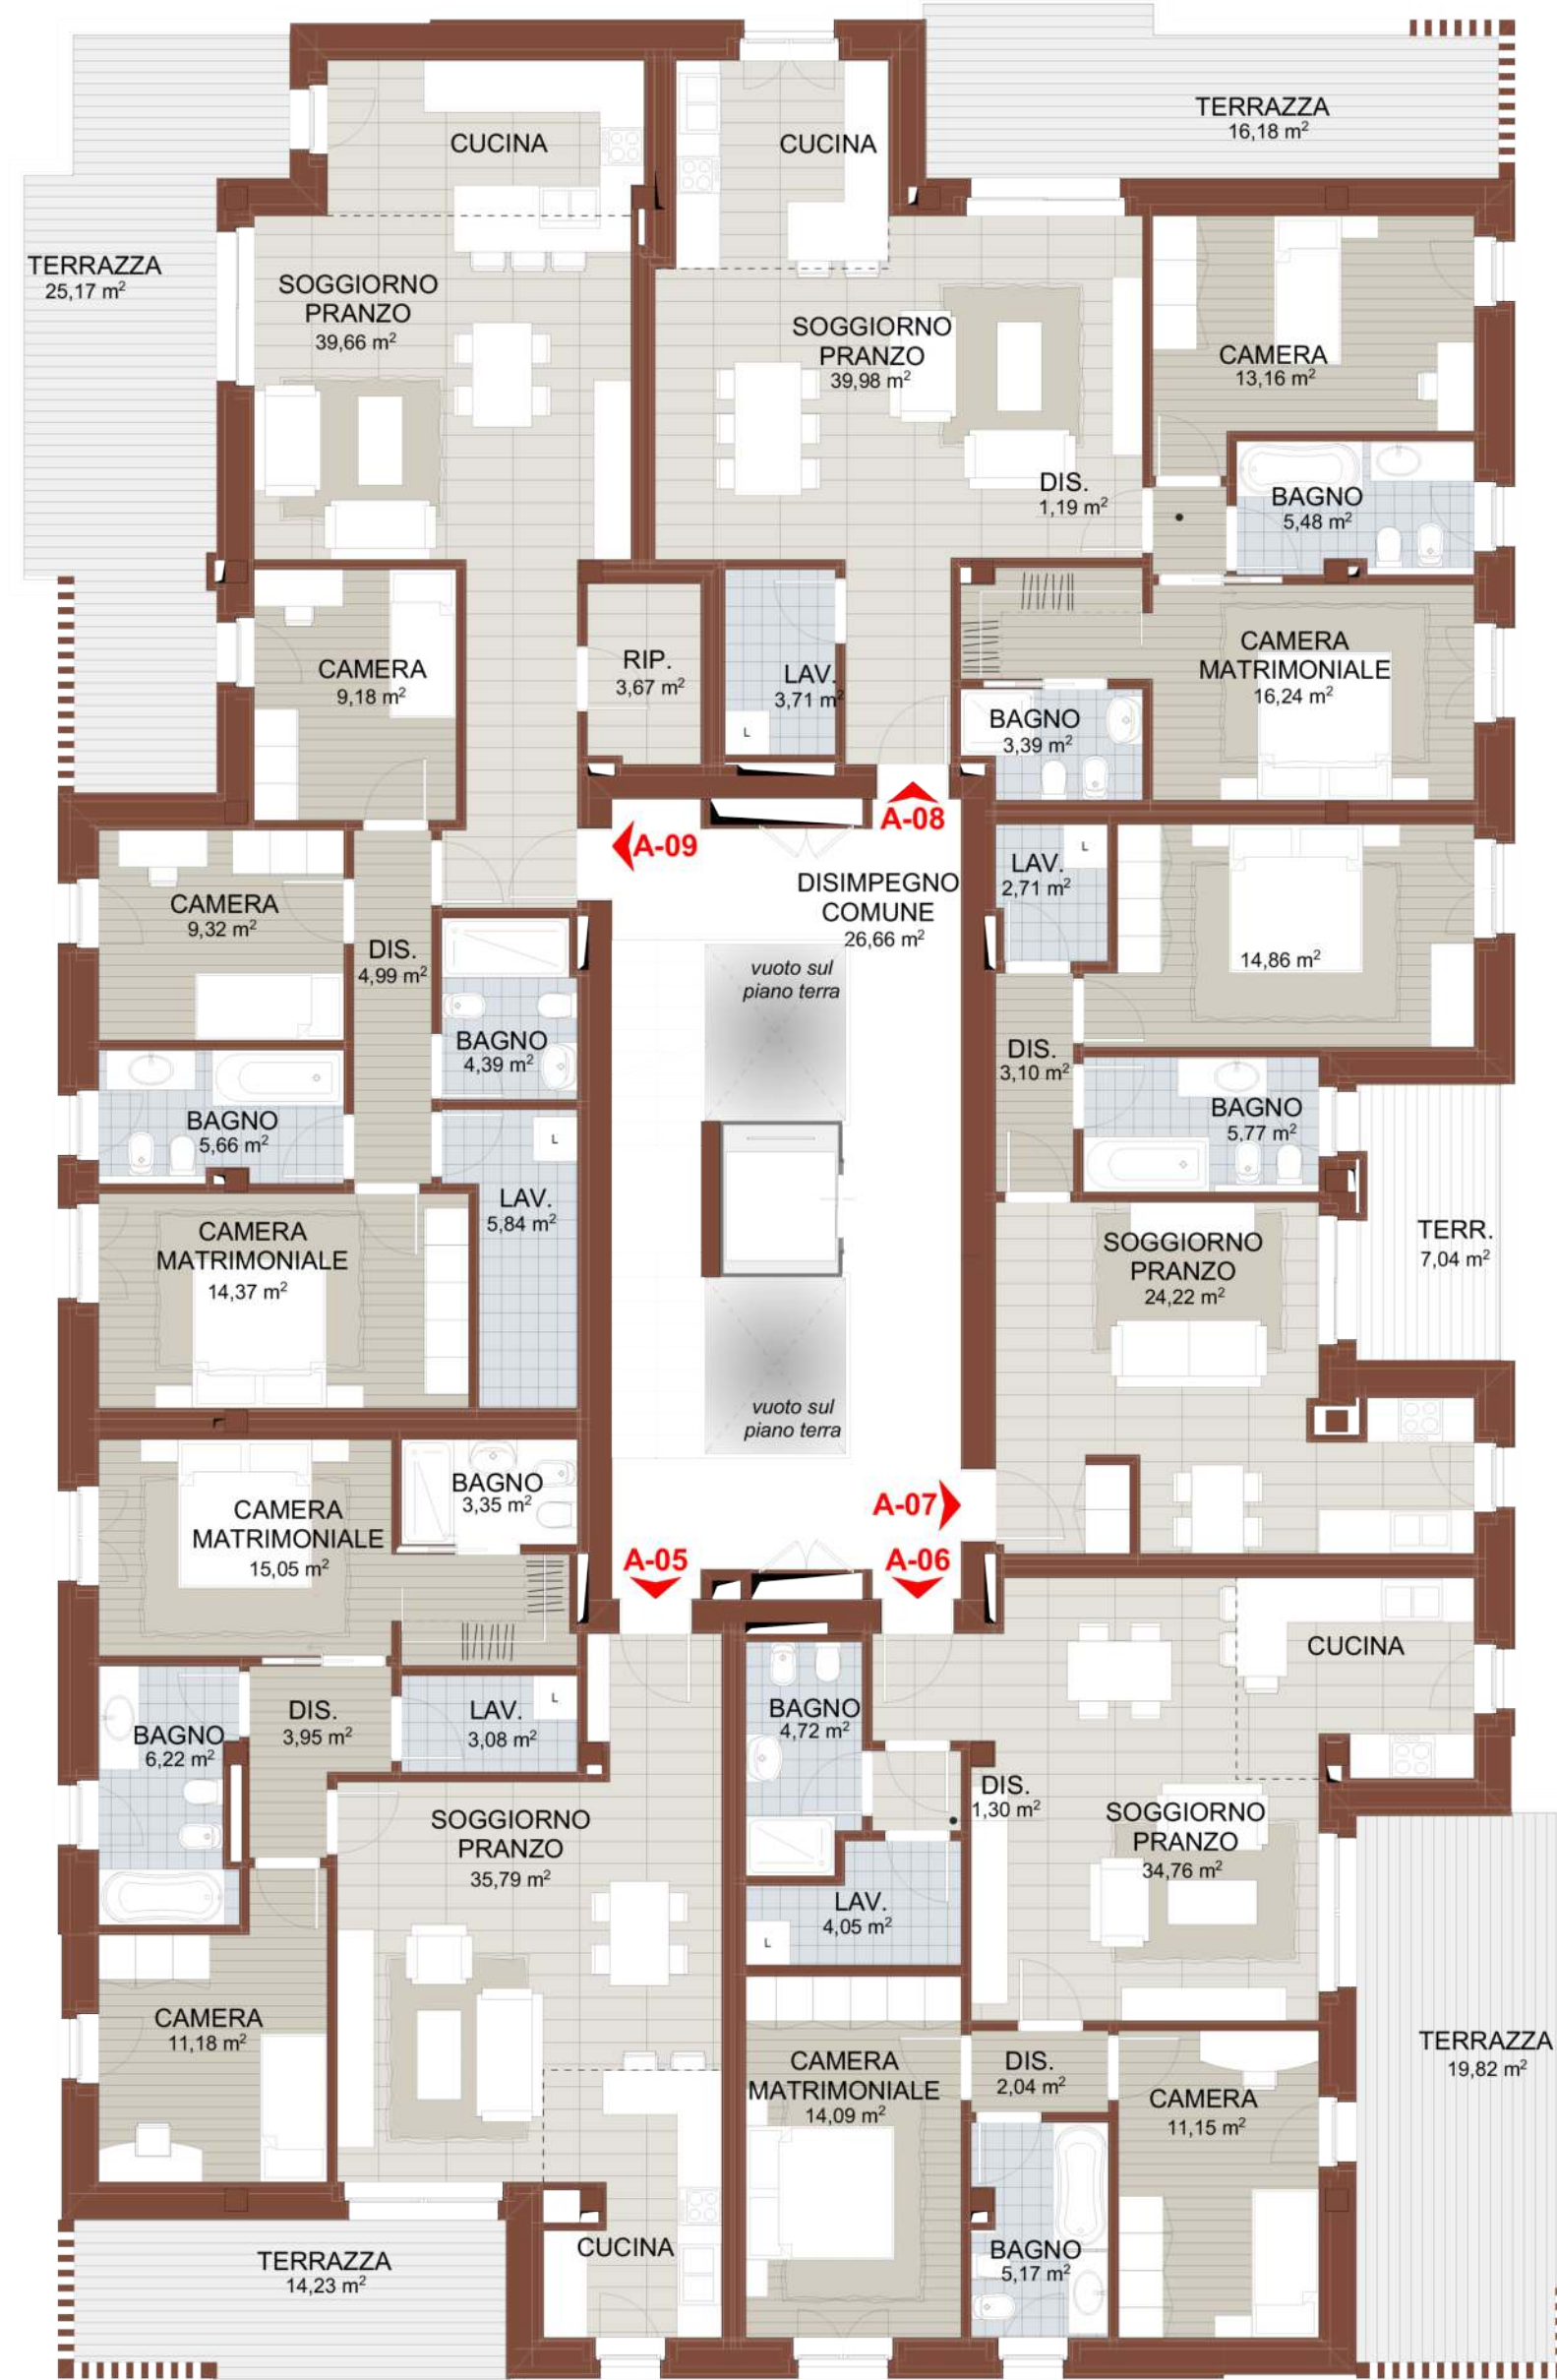 TERRAZZA
16,18 m²
CUCINA
CUCINA
TERRAZZA
25,17 m²
SOGGIORNO
PRANZO
39,66 m²
SOGGIORNO
PRANZO
39,98 m²
CAMERA
13,16 m²
DIS.
1,19 m²
BAGNO
5,48 m²
CAMERA
9,18 m²
RIP.
3,67 m²
LAV.
3,71 m²
L
CAMERA
MATRIMONIALE
16,24 m²
BAGNO
3,39 m²
A-08
A-09
DISIMPEGNO
COMUNE
26,66 m²
LAV.
2,71 m²
L
14,86 m²
CAMERA
9,32 m²
DIS.
4,99 m²
vuoto sul
piano terra
BAGNO
4,39 m²
DIS.
3,10 m²
BAGNO
5,66 m²
L
BAGNO
5,77 m²
LAV.
5,84 m²
CAMERA
MATRIMONIALE
14,37 m²
SOGGIORNO
PRANZO
24,22 m²
TERR.
7,04 m²
vuoto sul
piano terra
BAGNO
3,35 m²
CAMERA
MATRIMONIALE
15,05 m²
A-07
A-05
A-06
CUCINA
DIS.
3,95 m²
LAV.
3,08 m²
L
BAGNO
6,22 m²
BAGNO
4,72 m²
DIS.
1,30 m²
SOGGIORNO
PRANZO
35,79 m²
SOGGIORNO
PRANZO
34,76 m²
LAV.
4,05 m²
L
CAMERA
11,18 m²
CAMERA
MATRIMONIALE
14,09 m²
DIS.
2,04 m²
CAMERA
11,15 m²
TERRAZZA
19,82 m²
CUCINA
BAGNO
5,17 m²
TERRAZZA
14,23 m²